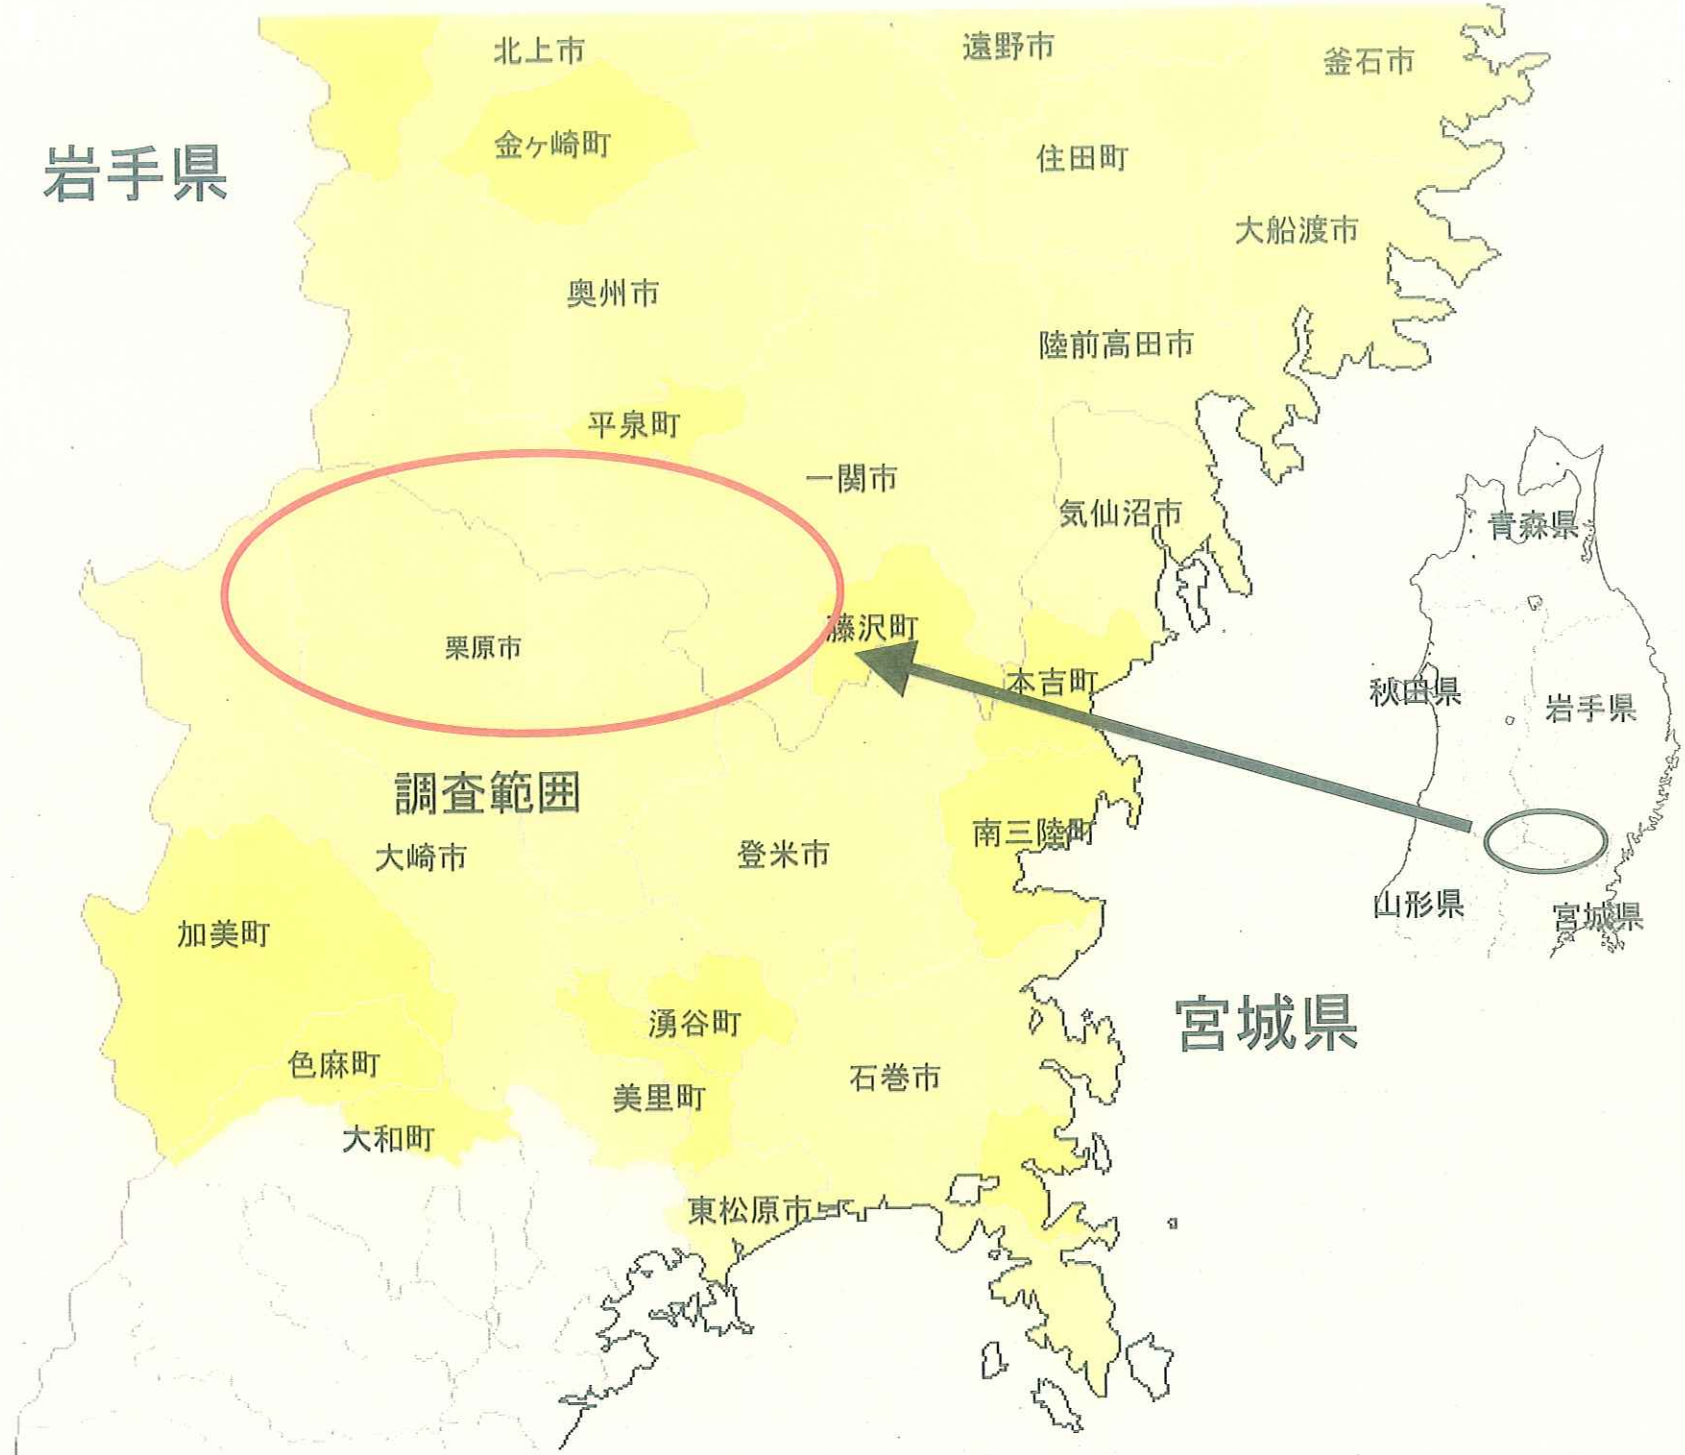 北上市
遠野市
釜石市
金ヶ崎町
岩手県
住田町
大船渡市
奥州市
陸前高田市
平泉町
一関市
気仙沼市
青森県
藤沢町
栗原市
本吉町
秋田県
岩手県
調査範囲
大崎市
登米市
南三陸町
山形県
宮城県
加美町
湧谷町
宮城県
色麻町
石巻市
美里町
大和町
東松原市